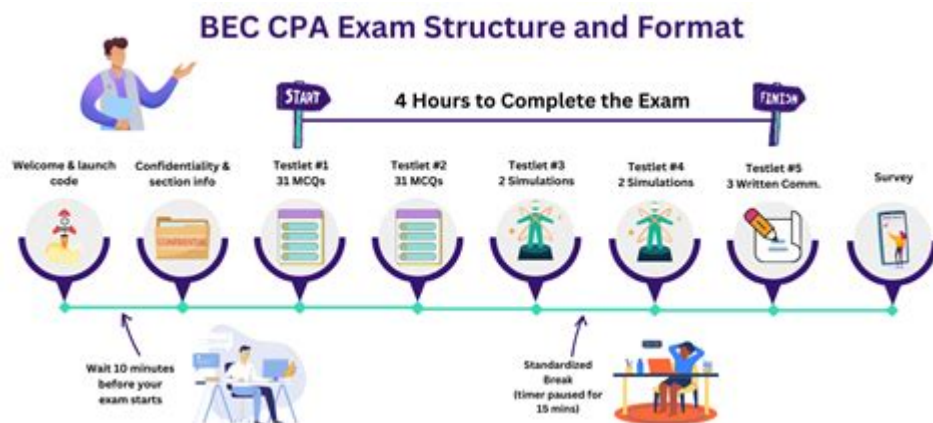 BEC CPA Exam Structure and Format
START
4 Hours to Complete the Exam
FINISH
Welcome & launch
code
Confidentiality &
section info
Testlet #1
31 MCQs
Testlet #2
31 MCQs
Testlet #3
2 Simulations
Testlet #4
2 Simulations
Testlet #5
3 Written Comm.
Survey
CONFIDENTIAL
Wait 10 minutes
before your
exam starts
Standardized
Break
(timer paused for
15 mins)